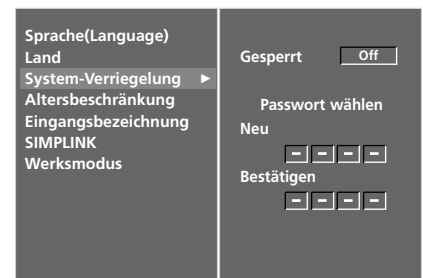 Sprache(Language)
Land
System-Verriegelung ►
Altersbeschränkung
Eingangsbezeichnung
SIMPLINK
Werksmodus
Gesperrt Off
Passwort wählen
Neu
– – – –
Bestätigen
– – – –